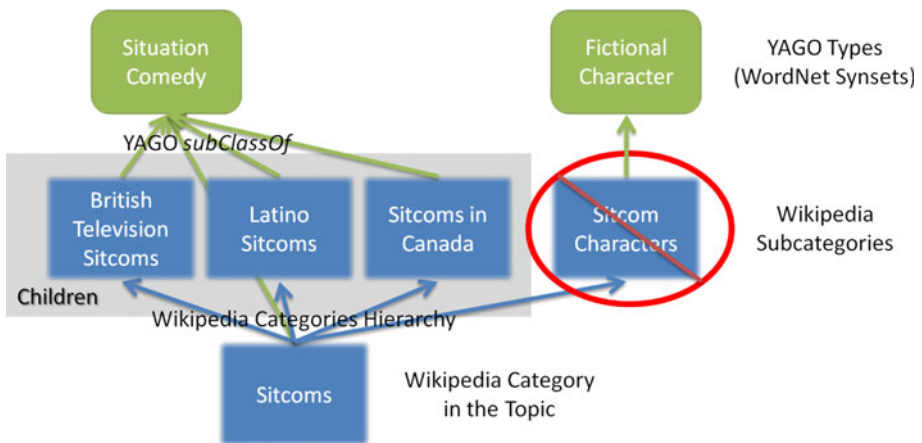 Situation
Comedy
Fictional
Character
YAGO Types
(WordNet Synsets)
YAGO subClassOf
British
Television
Sitcoms
Latino
Sitcoms
Sitcoms in
Canada
Sitcom
Characters
Wikipedia
Subcategories
Children
Wikipedia Categories Hierarchy
Sitcoms
Wikipedia Category
in the Topic